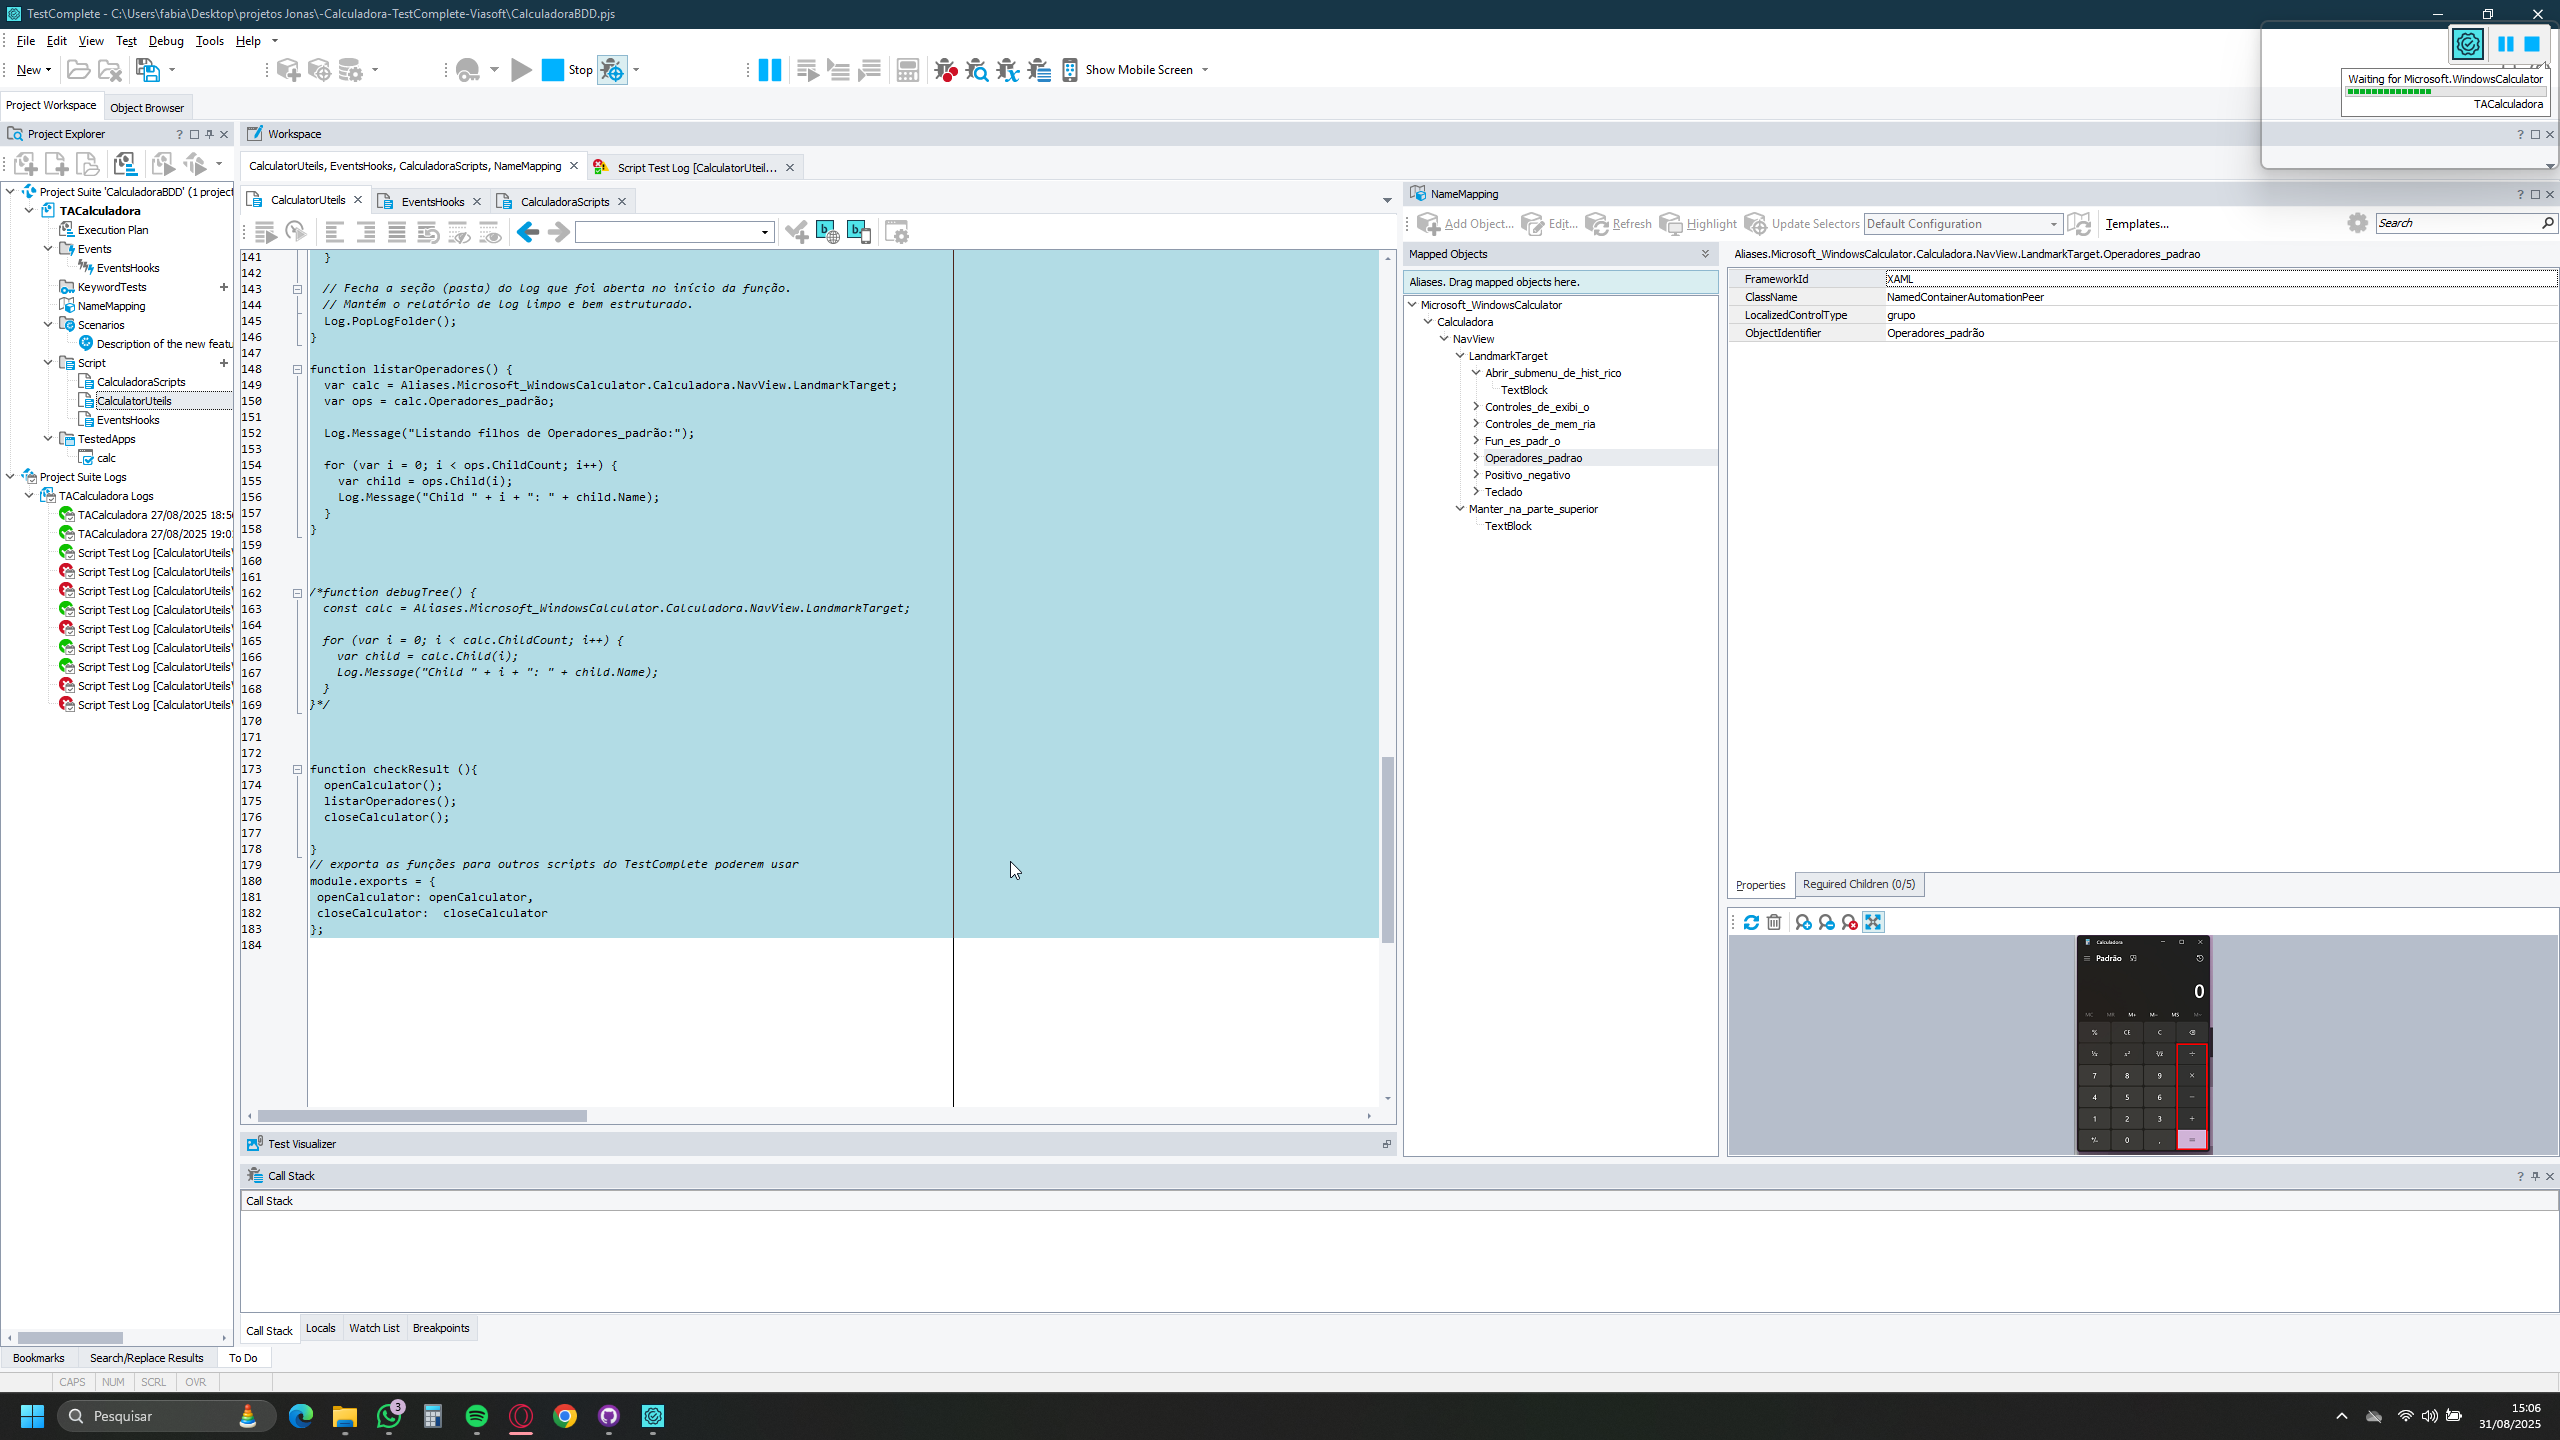 TestComplete - C:\Users\fabia\Desktop\projetos Jonas\-Calculadora-TestComplete-Viasoft\CalculadoraBDD.pjs
File Edit View Test Debug Tools Help
New Stop Show Mobile Screen
Waiting for Microsoft.WindowsCalculator
TACalculadora
Project Workspace Object Browser
Project Explorer
Workspace
CalculatorUteils, EventsHooks, CalculadoraScripts, NameMapping
Script Test Log [CalculatorUteil...
Project Suite 'CalculadoraBDD' (1 project
TACalculadora
Execution Plan
Events
EventsHooks
KeywordTests
NameMapping
Scenarios
Description of the new featu
Script
CalculadoraScripts
CalculatorUteils
EventsHooks
TestedApps
calc
Project Suite Logs
TACalculadora Logs
TACalculadora 27/08/2025 18:5
TACalculadora 27/08/2025 19:0
Script Test Log [CalculatorUteils\
Script Test Log [CalculatorUteils\
Script Test Log [CalculatorUteils\
Script Test Log [CalculatorUteils\
Script Test Log [CalculatorUteils\
Script Test Log [CalculatorUteils\
Script Test Log [CalculatorUteils\
Script Test Log [CalculatorUteils\
Script Test Log [CalculatorUteils\
CalculatorUteils EventsHooks CalculadoraScripts
141 }
142
143 // Fecha a seção (pasta) do log que foi aberta no início da função.
144 // Mantém o relatório de log limpo e bem estruturado.
145 Log.PopLogFolder();
146 }
147
148 function listarOperadores() {
149 var calc = Aliases.Microsoft_WindowsCalculator.Calculadora.NavView.LandmarkTarget;
150 var ops = calc.Operadores_padrão;
151
152 Log.Message("Listando filhos de Operadores_padrão:");
153
154 for (var i = 0; i < ops.ChildCount; i++) {
155 var child = ops.Child(i);
156 Log.Message("Child " + i + ": " + child.Name);
157 }
158 }
159
160
161
162 /*function debugTree() {
163 const calc = Aliases.Microsoft_WindowsCalculator.Calculadora.NavView.LandmarkTarget;
164
165 for (var i = 0; i < calc.ChildCount; i++) {
166 var child = calc.Child(i);
167 Log.Message("Child " + i + ": " + child.Name);
168 }
169 }*/
170
171
172
173 function checkResult (){
174 openCalculator();
175 listarOperadores();
176 closeCalculator();
177
178 }
179 // exporta as funções para outros scripts do TestComplete poderem usar
180 module.exports = {
181 openCalculator: openCalculator,
182 closeCalculator: closeCalculator
183 };
184
NameMapping
Add Object... Edit... Refresh Highlight Update Selectors Default Configuration Templates... Search
Mapped Objects
Aliases. Drag mapped objects here.
Microsoft_WindowsCalculator
Calculadora
NavView
LandmarkTarget
Abrir_submenu_de_hist_rico
TextBlock
Controles_de_exibi_o
Controles_de_mem_ria
Fun_es_padr_o
Operadores_padrao
Positivo_negativo
Teclado
Manter_na_parte_superior
TextBlock
Aliases.Microsoft_WindowsCalculator.Calculadora.NavView.LandmarkTarget.Operadores_padrao
FrameworkId XAML
ClassName NamedContainerAutomationPeer
LocalizedControlType grupo
ObjectIdentifier Operadores_padrão
Properties Required Children (0/5)
Calculadora
Padrão
0
MC MR M+ M- MS
% CE C
7 8 9 ×
4 5 6 −
1 2 3 +
+/- 0 , =
Test Visualizer
Call Stack
Call Stack
Call Stack Locals Watch List Breakpoints
Bookmarks Search/Replace Results To Do
CAPS NUM SCRL OVR
Pesquisar
3
15:06
31/08/2025